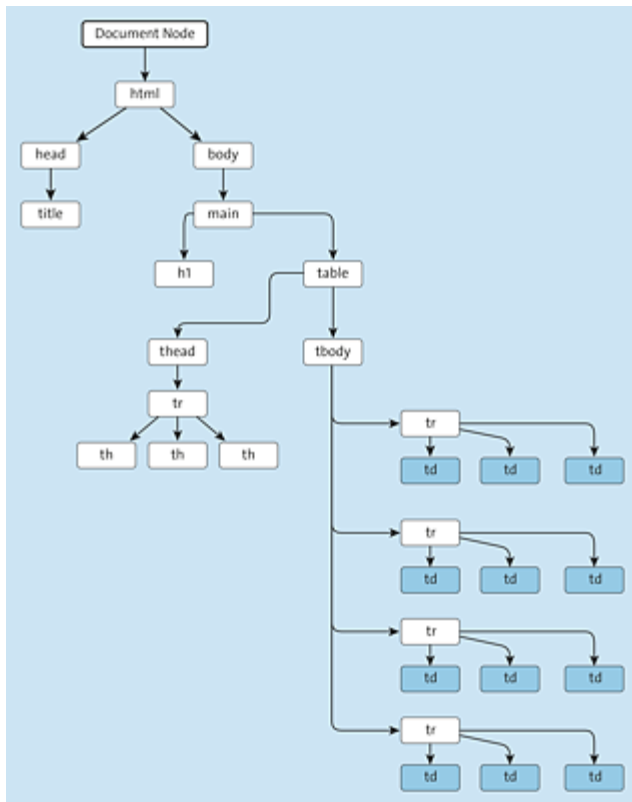 Document Node
html
head
body
title
main
h1
table
thead
tbody
tr
th
th
th
tr
td
td
td
tr
td
td
td
tr
td
td
td
tr
td
td
td